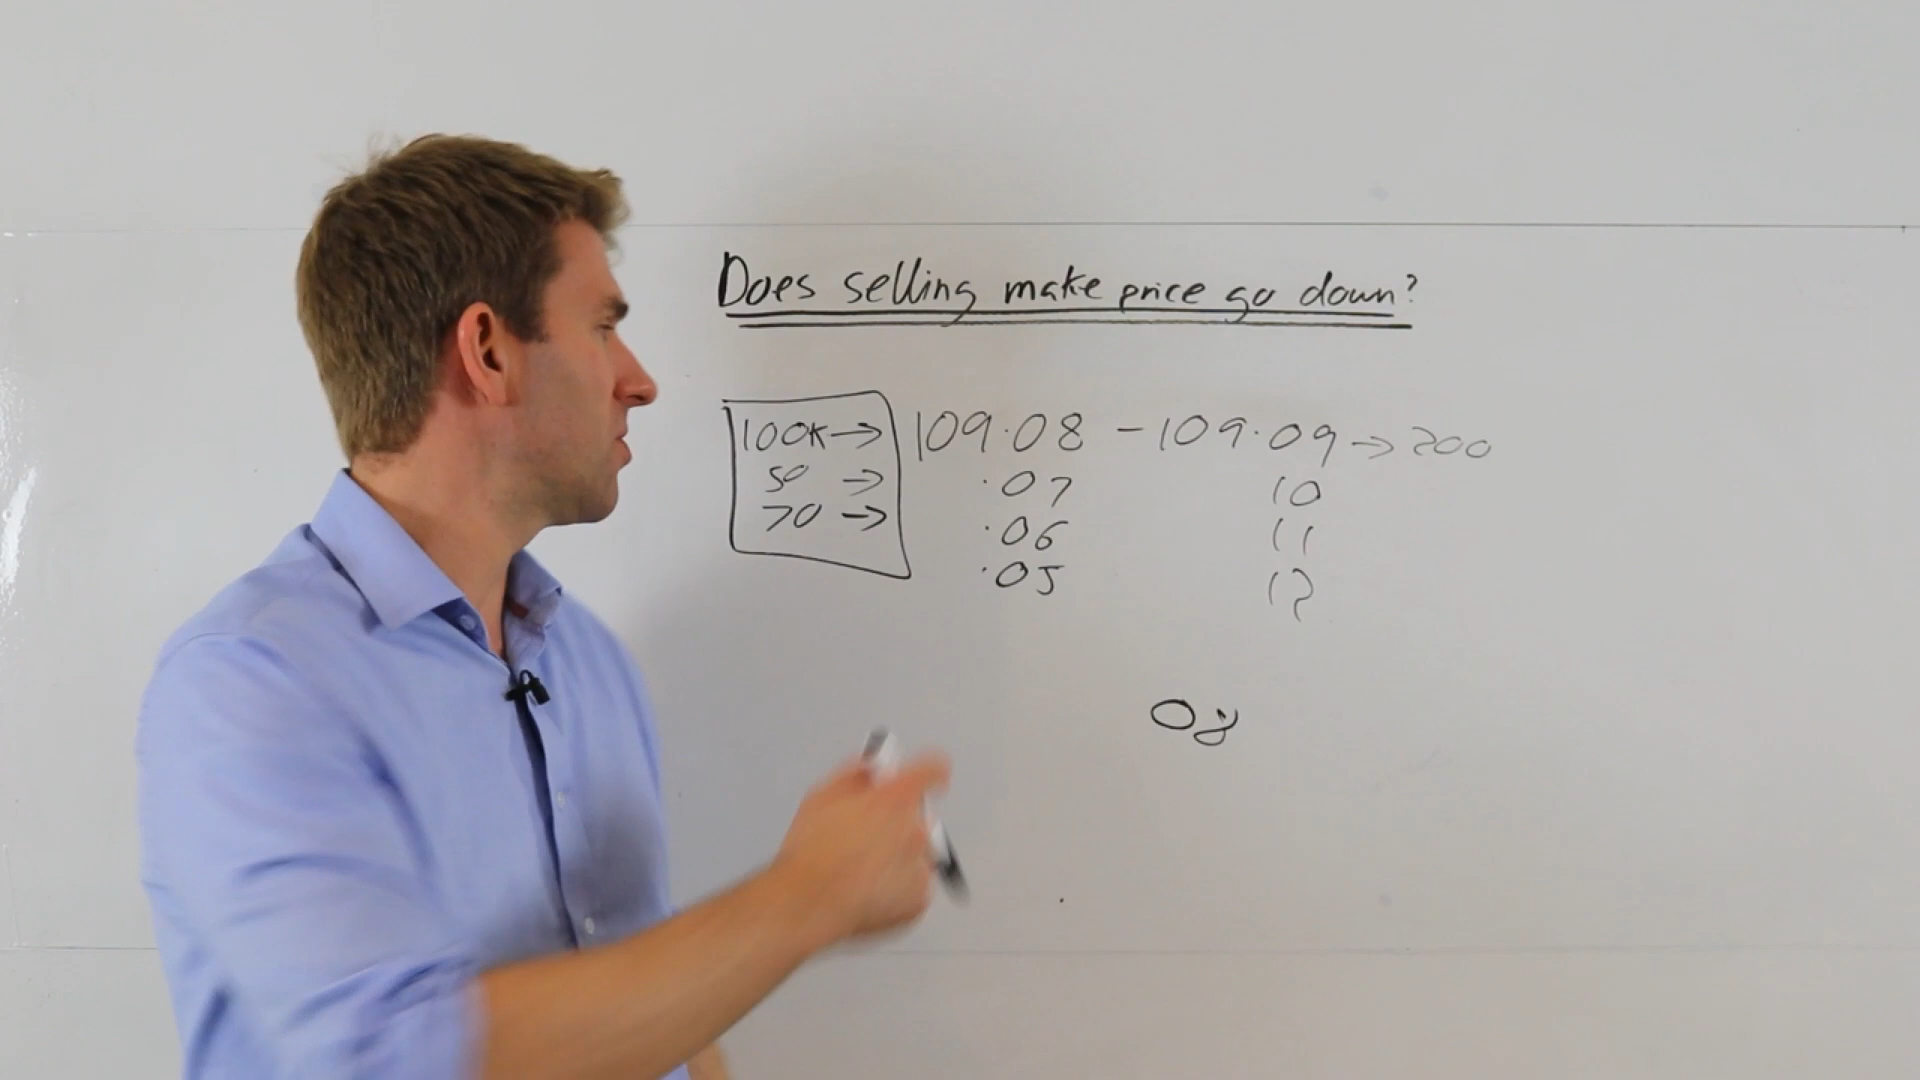 Does selling make price go down?
100K→ 109.08 - 109.09 → 200
50 → .07 10
70 → .06 11
.05 12
08